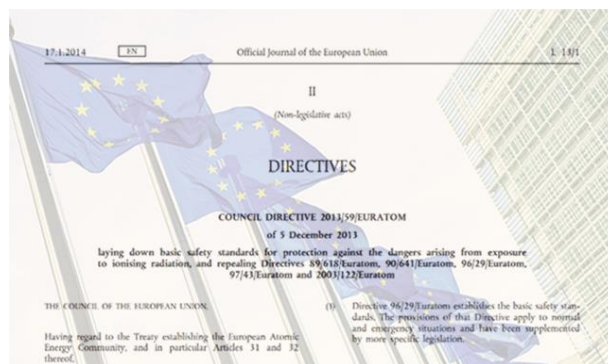 17.1.2014 EN Official Journal of the European Union L 13/1
II
(Non-legislative acts)
DIRECTIVES
COUNCIL DIRECTIVE 2013/59/EURATOM
of 5 December 2013
laying down basic safety standards for protection against the dangers arising from exposure
to ionising radiation, and repealing Directives 89/618/Euratom, 90/641/Euratom, 96/29/Euratom,
97/43/Euratom and 2003/122/Euratom
THE COUNCIL OF THE EUROPEAN UNION,
Having regard to the Treaty establishing the European Atomic
Energy Community, and in particular Articles 31 and 32
thereof,
(1) Directive 96/29/Euratom establishes the basic safety stan-
dards. The provisions of that Directive apply to normal
and emergency situations and have been supplemented
by more specific legislation.